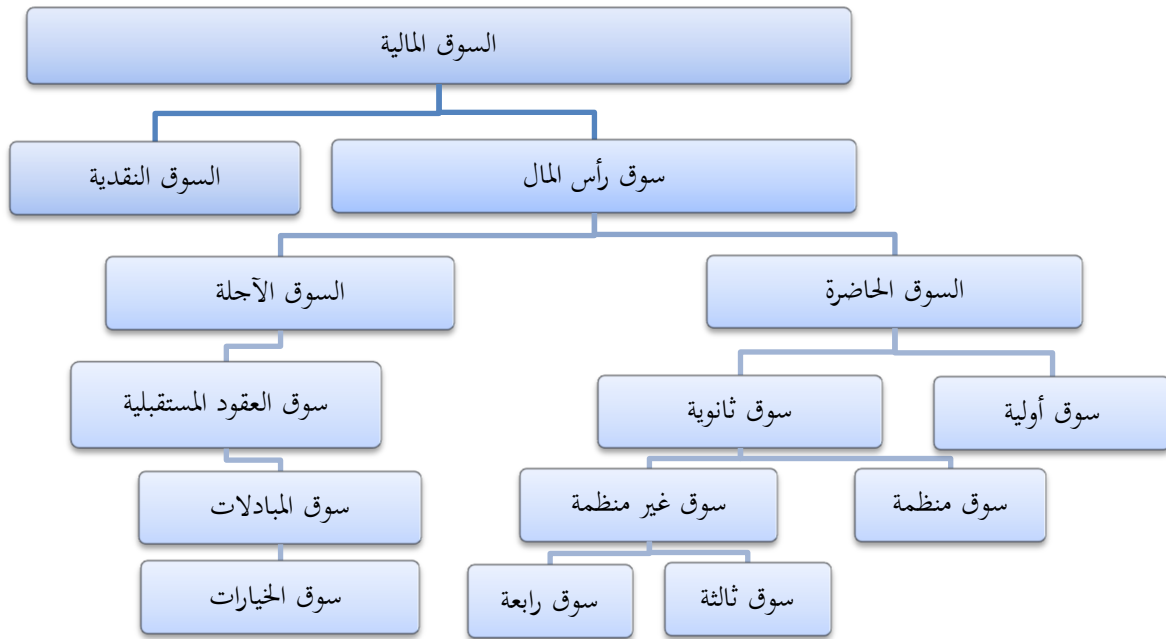 السوق المالية
سوق رأس المال
السوق النقدية
السوق الحاضرة
السوق الآجلة
سوق أولية
سوق ثانوية
سوق العقود المستقبلية
سوق منظمة
سوق غير منظمة
سوق المبادلات
سوق ثالثة
سوق رابعة
سوق الخيارات